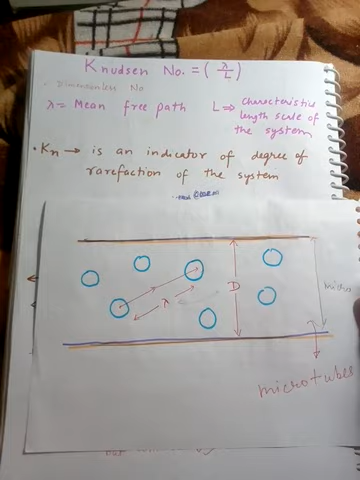 Knudsen No. = (λ/L)
· Dimensionless No
λ = Mean free path L ⇒ characteristic
length scale of
the system
• Kn → is an indicator of degree of
rarefaction of the system
D
λ
micro
microtubes